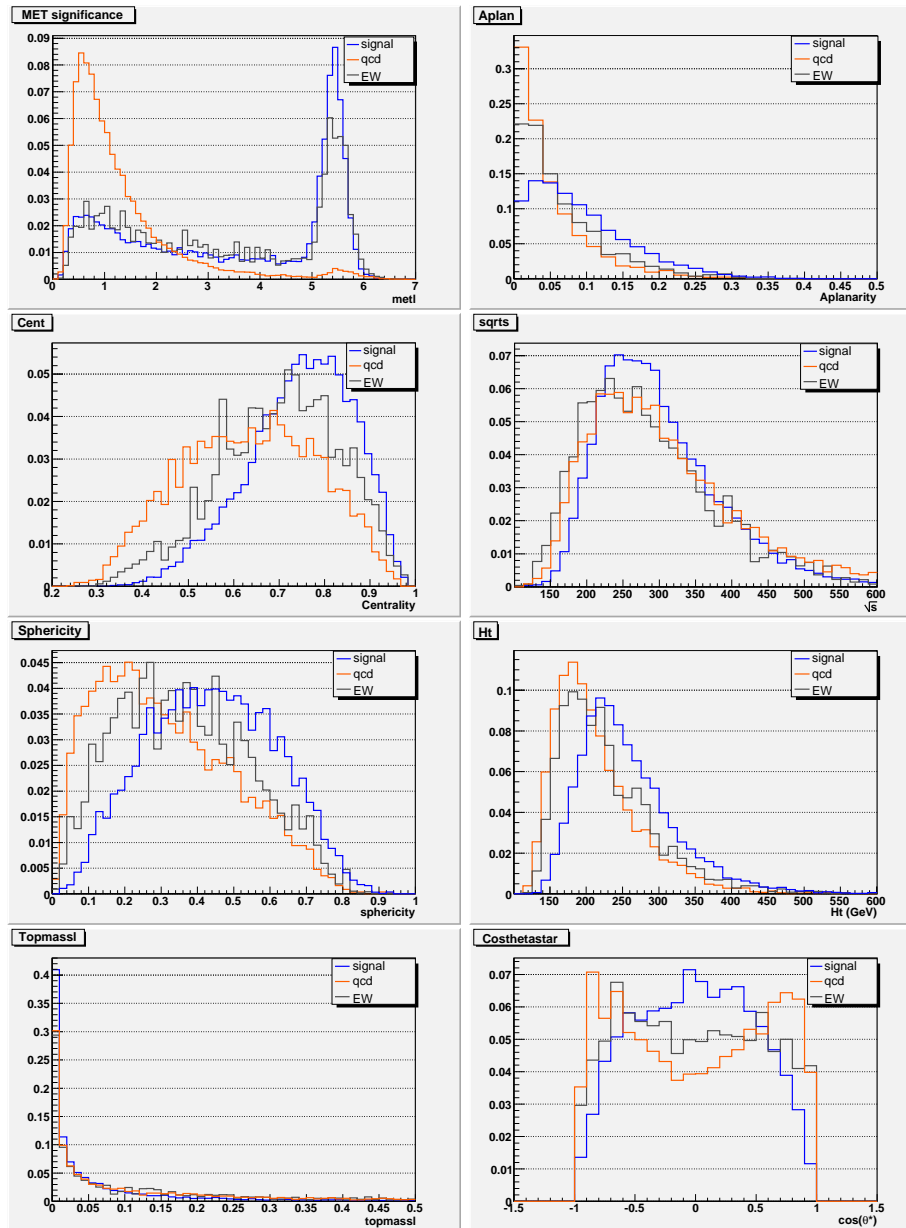 MET significance
signal
qcd
EW
0.09
0.08
0.07
0.06
0.05
0.04
0.03
0.02
0.01
0
0 1 2 3 4 5 6 7
metl
Aplan
signal
qcd
EW
0.3
0.25
0.2
0.15
0.1
0.05
0
0 0.05 0.1 0.15 0.2 0.25 0.3 0.35 0.4 0.45 0.5
Aplanarity
Cent
signal
qcd
EW
0.05
0.04
0.03
0.02
0.01
0.2 0.3 0.4 0.5 0.6 0.7 0.8 0.9 1
Centrality
sqrts
signal
qcd
EW
0.07
0.06
0.05
0.04
0.03
0.02
0.01
0
150 200 250 300 350 400 450 500 550 600
√s
Sphericity
signal
qcd
EW
0.045
0.04
0.035
0.03
0.025
0.02
0.015
0.01
0.005
0
0 0.1 0.2 0.3 0.4 0.5 0.6 0.7 0.8 0.9 1
sphericity
Ht
signal
qcd
EW
0.1
0.08
0.06
0.04
0.02
0
150 200 250 300 350 400 450 500 550 600
Ht (GeV)
Topmassl
signal
qcd
EW
0.4
0.35
0.3
0.25
0.2
0.15
0.1
0.05
0
0 0.05 0.1 0.15 0.2 0.25 0.3 0.35 0.4 0.45 0.5
topmassl
Costhetastar
signal
qcd
EW
0.07
0.06
0.05
0.04
0.03
0.02
0.01
0
-1.5 -1 -0.5 0 0.5 1 1.5
cos(θ*)